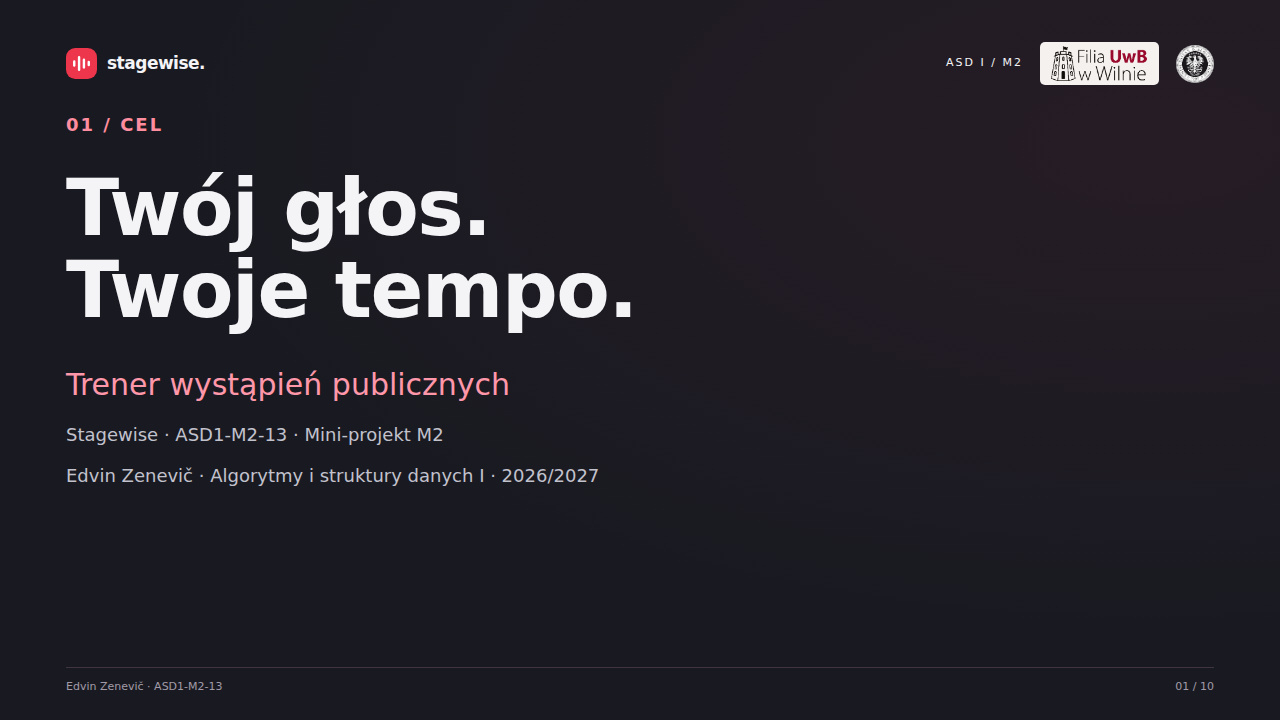 stagewise.
ASD I / M2
Filia UwB
w Wilnie
01 / CEL
Twój głos.
Twoje tempo.
Trener wystąpień publicznych
Stagewise · ASD1-M2-13 · Mini-projekt M2
Edvin Zenevič · Algorytmy i struktury danych I · 2026/2027
Edvin Zenevič · ASD1-M2-13
01 / 10